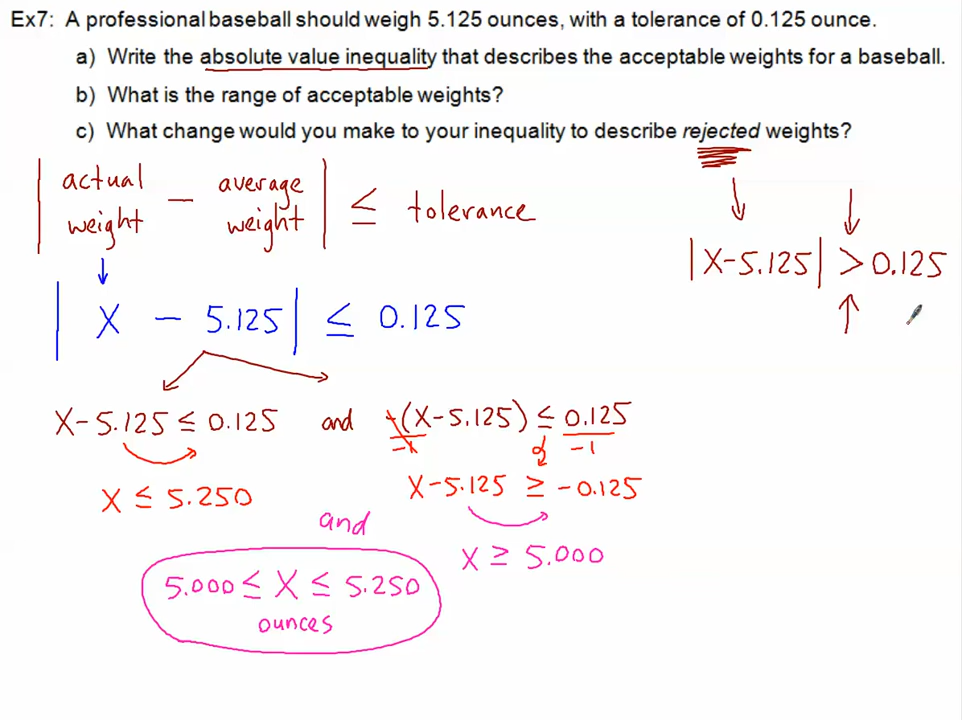 Ex7: A professional baseball should weigh 5.125 ounces, with a tolerance of 0.125 ounce.
a) Write the absolute value inequality that describes the acceptable weights for a baseball.
b) What is the range of acceptable weights?
c) What change would you make to your inequality to describe rejected weights?
| actual weight − average weight | ≤ tolerance
|X − 5.125| > 0.125
| X − 5.125 | ≤ 0.125
X − 5.125 ≤ 0.125 and -(X − 5.125) ≤ 0.125
-1 -1
X ≤ 5.250
X − 5.125 ≥ -0.125
and
X ≥ 5.000
5.000 ≤ X ≤ 5.250
ounces